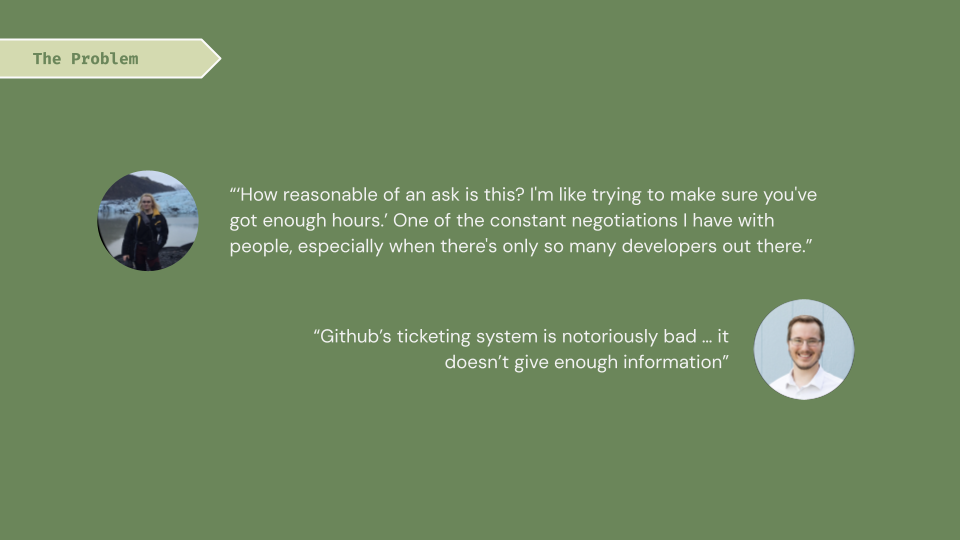 The Problem
“‘How reasonable of an ask is this? I'm like trying to make sure you've
got enough hours.’ One of the constant negotiations I have with
people, especially when there's only so many developers out there.”
“Github’s ticketing system is notoriously bad ... it
doesn’t give enough information”